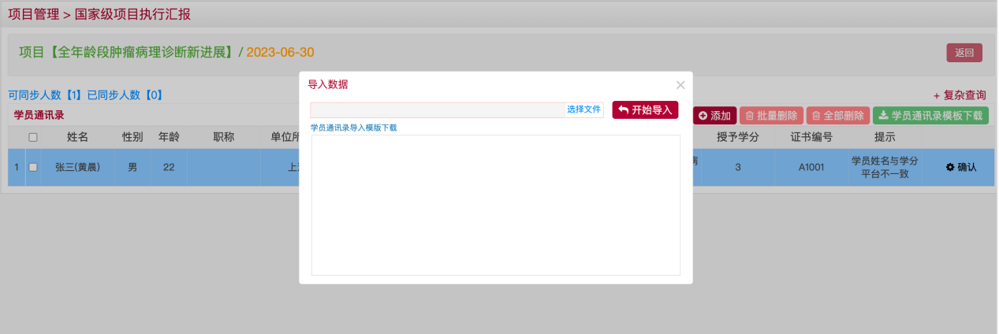 项目管理 > 国家级项目执行汇报
项目【全年龄段肿瘤病理诊断新进展】/ 2023-06-30
返回
导入数据
×
可同步人数【1】已同步人数【0】
+ 复杂查询
选择文件
开始导入
学员通讯录
添加
批量删除
全部删除
学员通讯录模板下载
学员通讯录导入模版下载
姓名 性别 年龄 职称 单位所
授予学分 证书编号 提示
1 张三(黄晨) 男 22 上
3 A1001 学员姓名与学分
平台不一致
确认